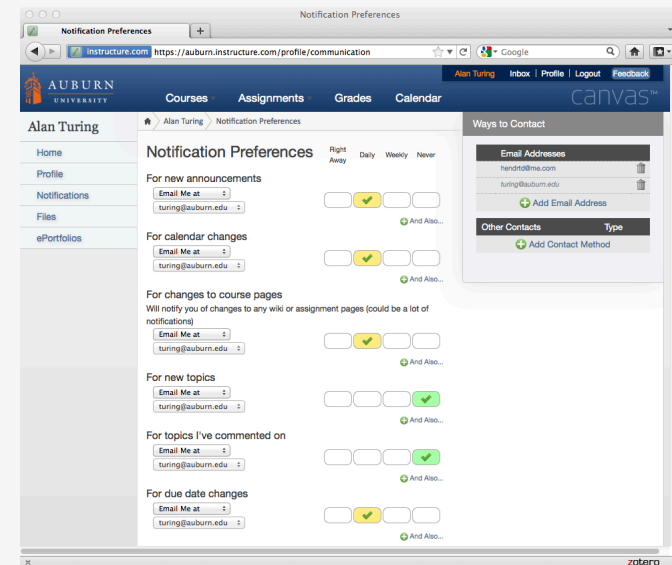 Notification Preferences
Notification Preferences
instructure.com https://auburn.instructure.com/profile/communication
Google
Alan Turing Inbox | Profile | Logout Feedback
AUBURN
UNIVERSITY
Courses Assignments Grades Calendar
canvas™
Alan Turing
Home
Profile
Notifications
Files
ePortfolios
Alan Turing Notification Preferences
Notification Preferences
Right Away Daily Weekly Never
For new announcements
Email Me at
turing@auburn.edu
And Also...
For calendar changes
Email Me at
turing@auburn.edu
And Also...
For changes to course pages
Will notify you of changes to any wiki or assignment pages (could be a lot of
notifications)
Email Me at
turing@auburn.edu
And Also...
For new topics
Email Me at
turing@auburn.edu
And Also...
For topics I've commented on
Email Me at
turing@auburn.edu
And Also...
For due date changes
Email Me at
turing@auburn.edu
And Also...
Ways to Contact
Email Addresses
hendrtd@me.com
turing@auburn.edu
Add Email Address
Other Contacts Type
Add Contact Method
zotero